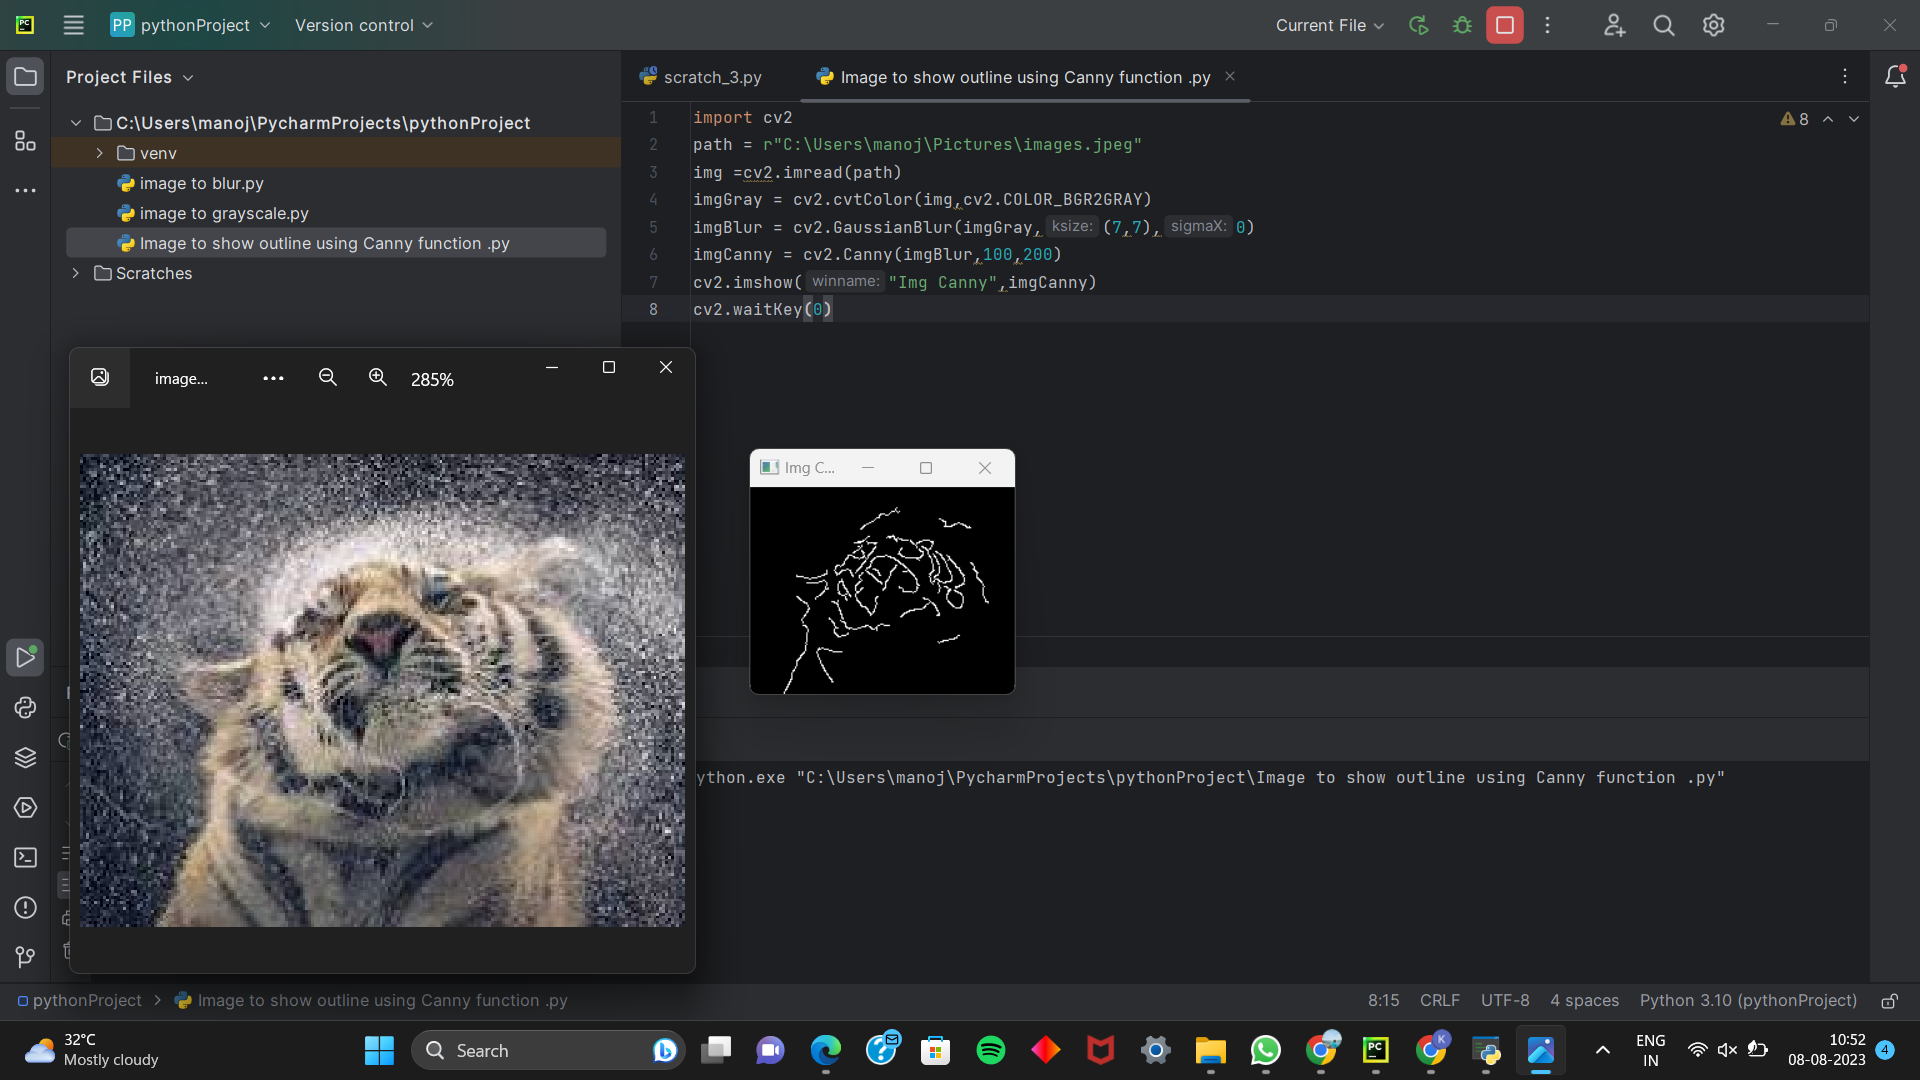 PC
PP pythonProject
Version control
Current File
Project Files
C:\Users\manoj\PycharmProjects\pythonProject
venv
image to blur.py
image to grayscale.py
Image to show outline using Canny function .py
Scratches
scratch_3.py
Image to show outline using Canny function .py
8
1 import cv2
2 path = r"C:\Users\manoj\Pictures\images.jpeg"
3 img =cv2.imread(path)
4 imgGray = cv2.cvtColor(img,cv2.COLOR_BGR2GRAY)
5 imgBlur = cv2.GaussianBlur(imgGray, ksize: (7,7), sigmaX: 0)
6 imgCanny = cv2.Canny(imgBlur,100,200)
7 cv2.imshow( winname: "Img Canny",imgCanny)
8 cv2.waitKey(0)
image...
285%
Img C...
ython.exe "C:\Users\manoj\PycharmProjects\pythonProject\Image to show outline using Canny function .py"
pythonProject > Image to show outline using Canny function .py
8:15 CRLF UTF-8 4 spaces Python 3.10 (pythonProject)
32°C
Mostly cloudy
Search
PC
K
ENG
IN
10:52
08-08-2023
4